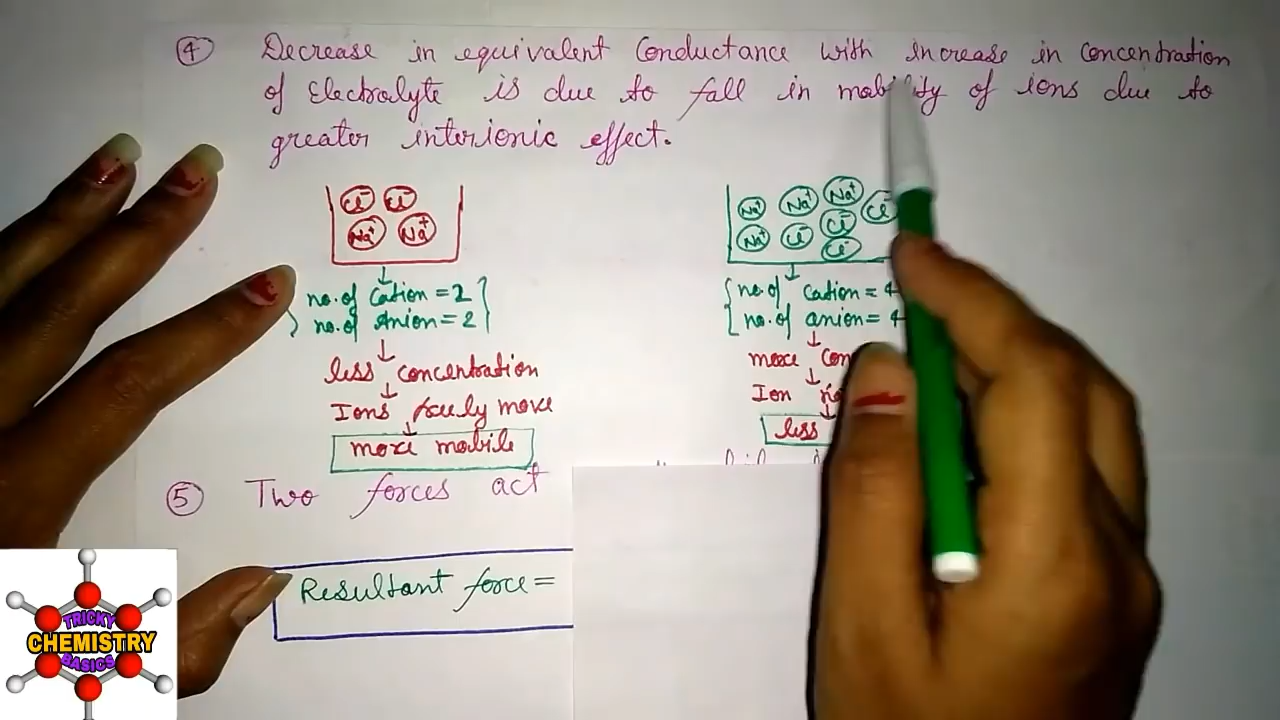 ④ Decrease in equivalent Conductance with increase in concentration
of Electrolyte is due to fall in mobility of ions due to
greater interionic effect.
Cl⁻ Cl⁻
Na⁺ Na⁺
no. of Cation = 2
no. of Anion = 2
less concentration
Ions freely move
more mobile
Na⁺ Na⁺ Na⁺ Cl⁻
Na⁺ Cl⁻ Cl⁻
Cl⁻
no. of cation = 4
no. of anion = 4
more
Ion
less
⑤ Two forces act
Resultant force =
TRICKY
CHEMISTRY
BASICS